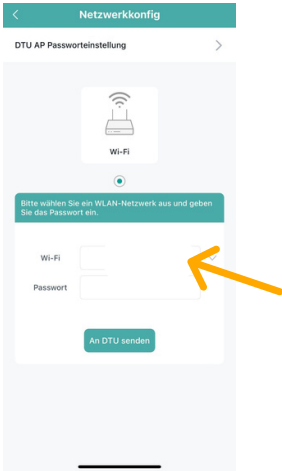 Netzwerkkonfig
DTU AP Passworteinstellung
Wi-Fi
Bitte wählen Sie ein WLAN-Netzwerk aus und geben
Sie das Passwort ein.
Wi-Fi
Passwort
An DTU senden